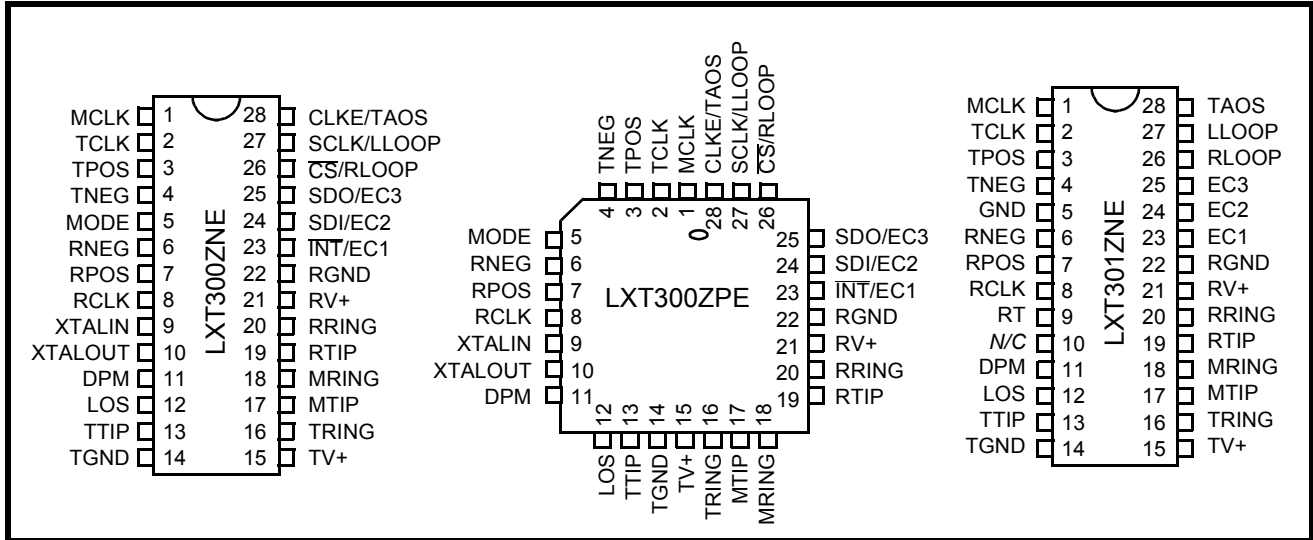 MCLK 1 28 CLKE/TAOS
TCLK 2 27 SCLK/LLOOP
TPOS 3 26 C̅S̅/RLOOP
TNEG 4 25 SDO/EC3
MODE 5 24 SDI/EC2
RNEG 6 23 I̅N̅T̅/EC1
RPOS 7 22 RGND
RCLK 8 21 RV+
XTALIN 9 20 RRING
XTALOUT 10 19 RTIP
DPM 11 18 MRING
LOS 12 17 MTIP
TTIP 13 16 TRING
TGND 14 15 TV+
LXT300ZNE
TNEG TPOS TCLK MCLK CLKE/TAOS SCLK/LLOOP C̅S̅/RLOOP
4 3 2 1 28 27 26
MODE 5 25 SDO/EC3
RNEG 6 24 SDI/EC2
RPOS 7 23 I̅N̅T̅/EC1
LXT300ZPE
RCLK 8 22 RGND
XTALIN 9 21 RV+
XTALOUT 10 20 RRING
DPM 11 19 RTIP
12 13 14 15 16 17 18
LOS TTIP TGND TV+ TRING MTIP MRING
MCLK 1 28 TAOS
TCLK 2 27 LLOOP
TPOS 3 26 RLOOP
TNEG 4 25 EC3
GND 5 24 EC2
RNEG 6 23 EC1
RPOS 7 22 RGND
RCLK 8 21 RV+
RT 9 20 RRING
N/C 10 19 RTIP
DPM 11 18 MRING
LOS 12 17 MTIP
TTIP 13 16 TRING
TGND 14 15 TV+
LXT301ZNE